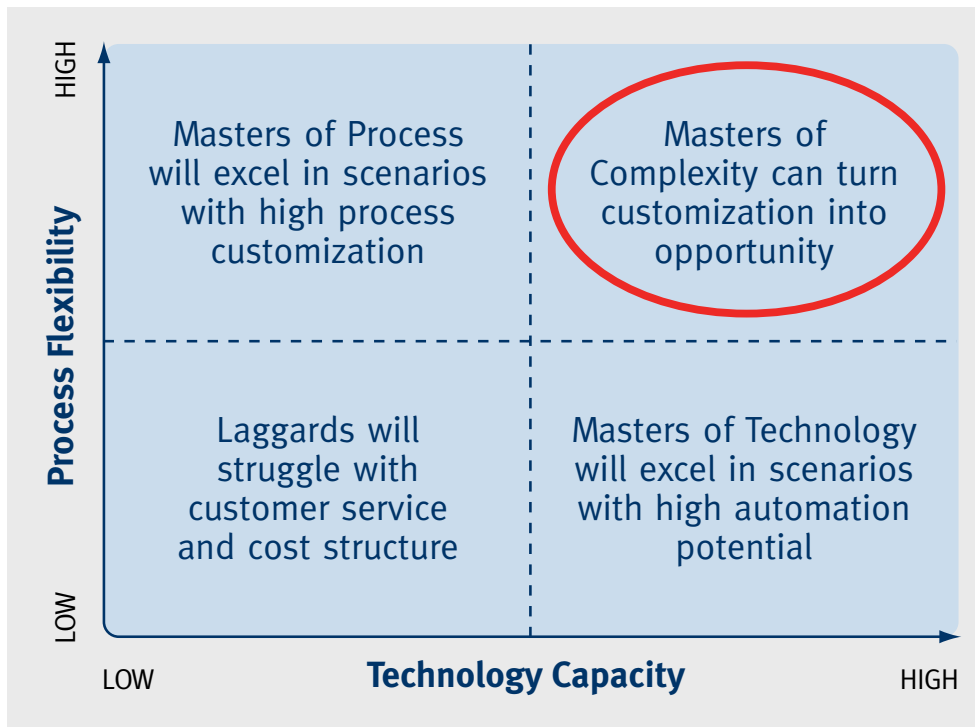 HIGH
Process Flexibility
LOW
Masters of Process
will excel in scenarios
with high process
customization
Masters of
Complexity can turn
customization into
opportunity
Laggards will
struggle with
customer service
and cost structure
Masters of Technology
will excel in scenarios
with high automation
potential
LOW
Technology Capacity
HIGH